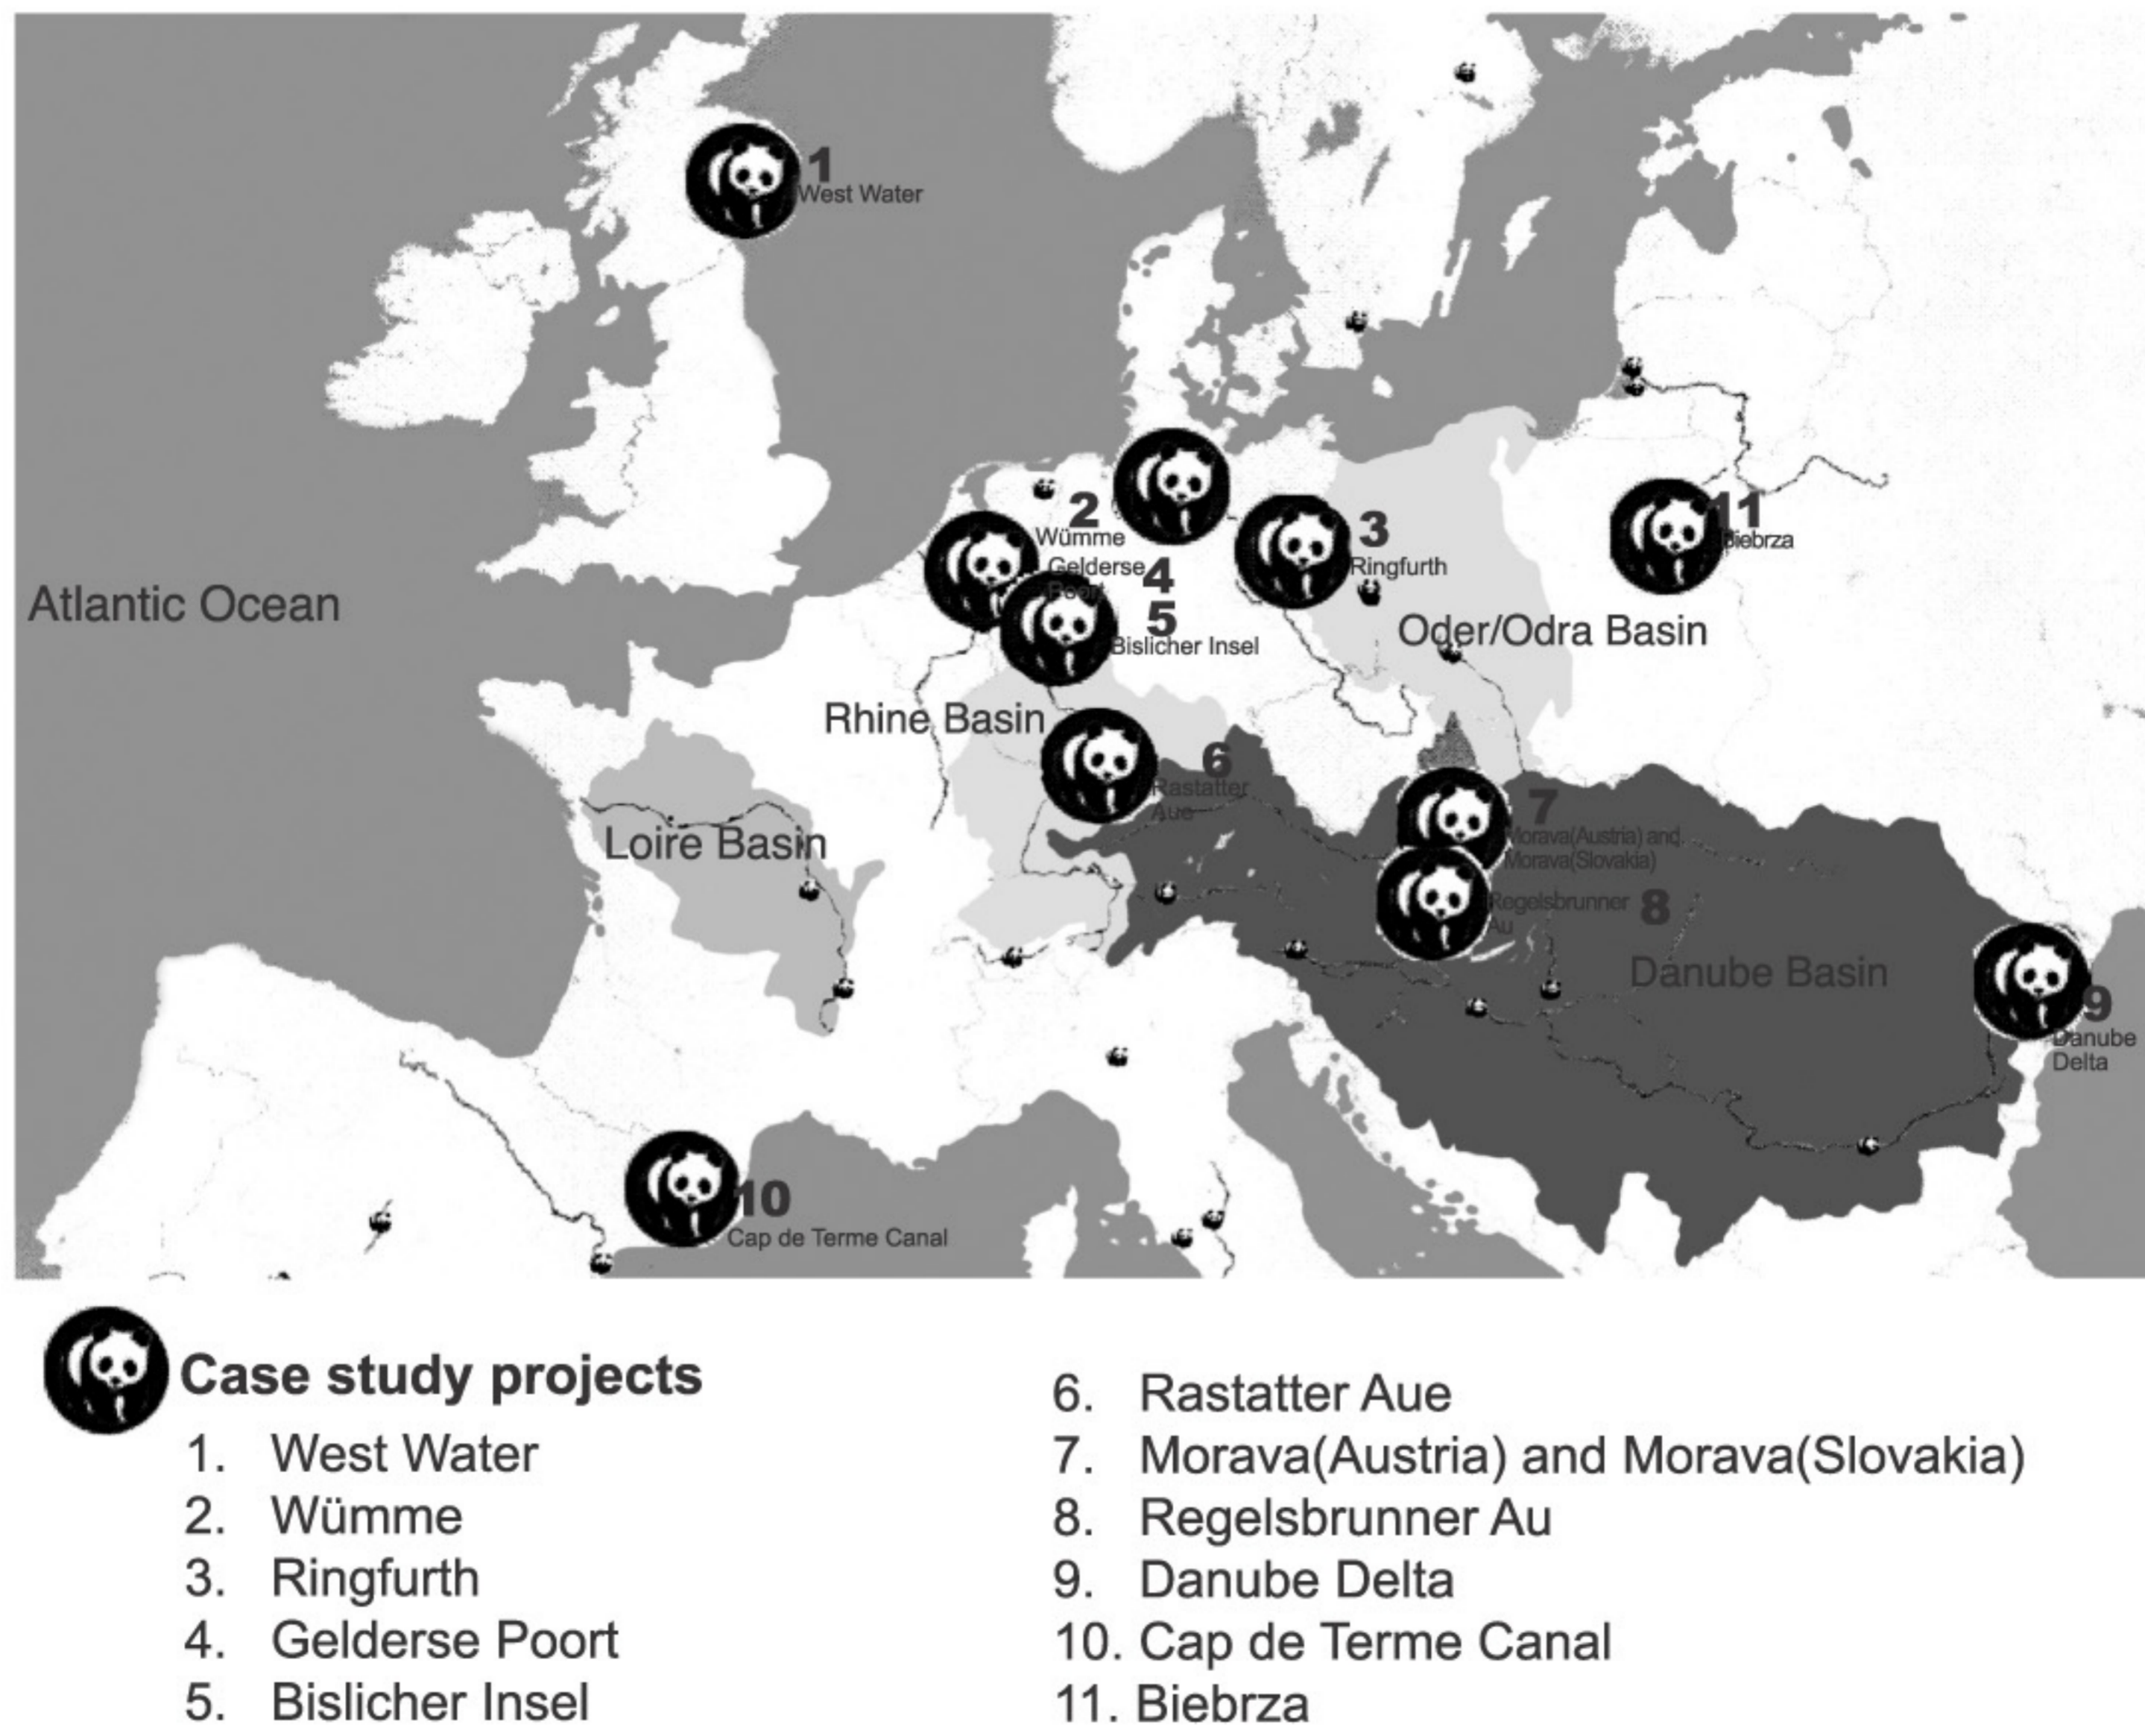 1
West Water
2
Wümme
Gelderse 4
Poort
5
Bislicher Insel
3
Ringfurth
11
Biebrza
Atlantic Ocean
Oder/Odra Basin
Rhine Basin
6
Rastatter
Aue
7
Morava(Austria) and
Morava(Slovakia)
Loire Basin
Regelsbrunner 8
Au
Danube Basin
9
Danube
Delta
10
Cap de Terme Canal
Case study projects
1. West Water
2. Wümme
3. Ringfurth
4. Gelderse Poort
5. Bislicher Insel
6. Rastatter Aue
7. Morava(Austria) and Morava(Slovakia)
8. Regelsbrunner Au
9. Danube Delta
10. Cap de Terme Canal
11. Biebrza